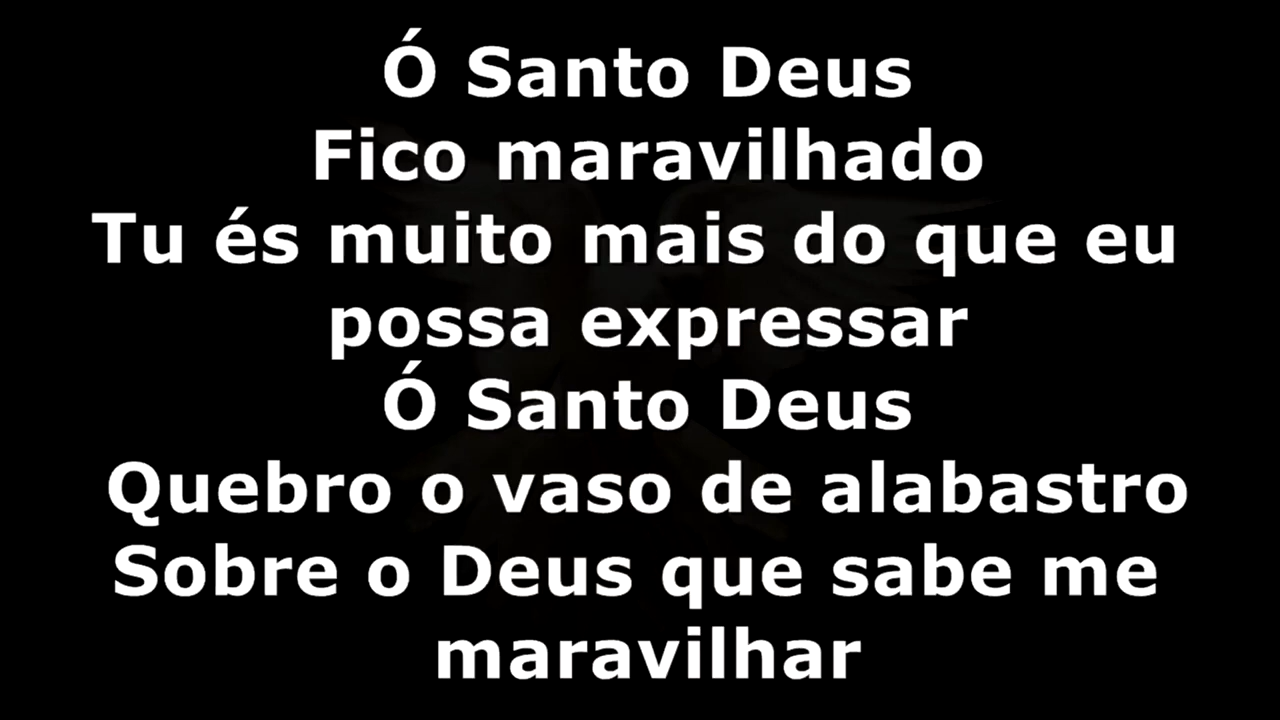 Ó Santo Deus
Fico maravilhado
Tu és muito mais do que eu
possa expressar
Ó Santo Deus
Quebro o vaso de alabastro
Sobre o Deus que sabe me
maravilhar